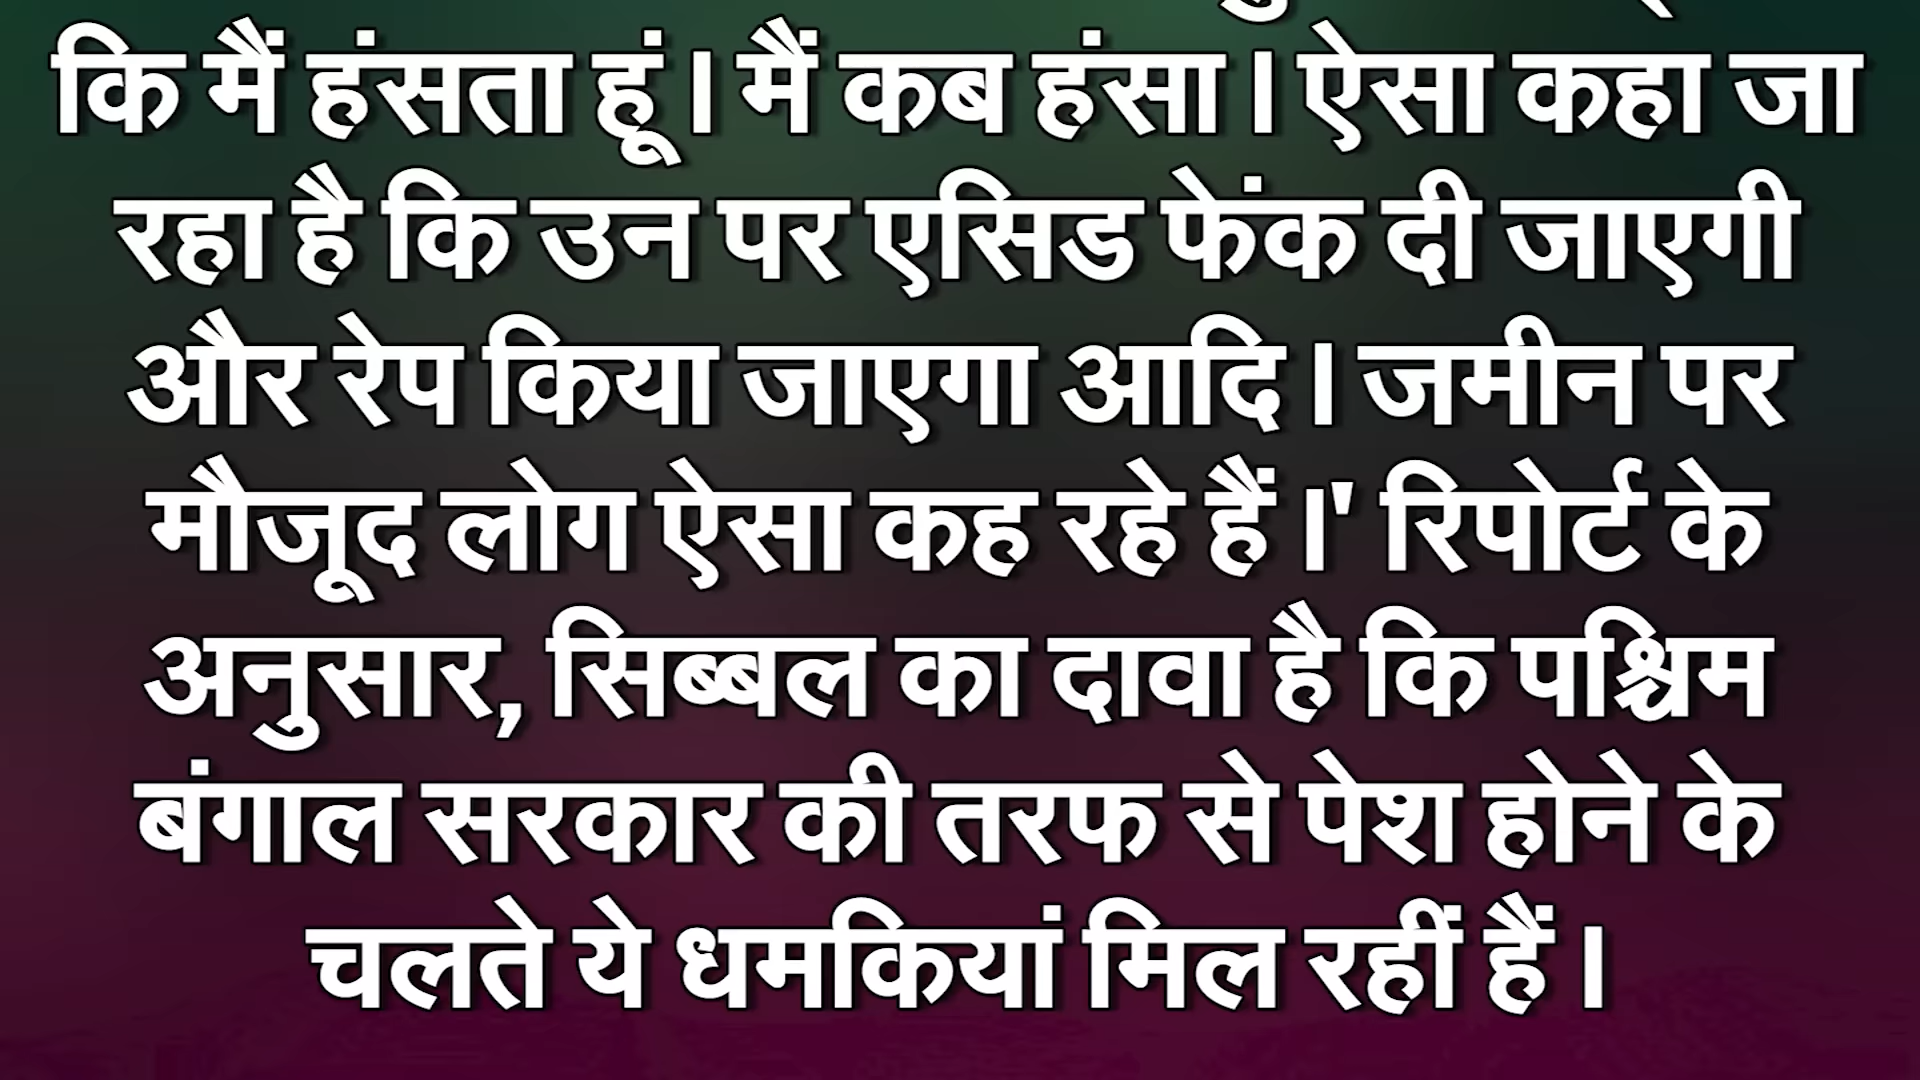 कि मैं हंसता हूं। मैं कब हंसा। ऐसा कहा जा
रहा है कि उन पर एसिड फेंक दी जाएगी
और रेप किया जाएगा आदि। जमीन पर
मौजूद लोग ऐसा कह रहे हैं।' रिपोर्ट के
अनुसार, सिब्बल का दावा है कि पश्चिम
बंगाल सरकार की तरफ से पेश होने के
चलते ये धमकियां मिल रहीं हैं।